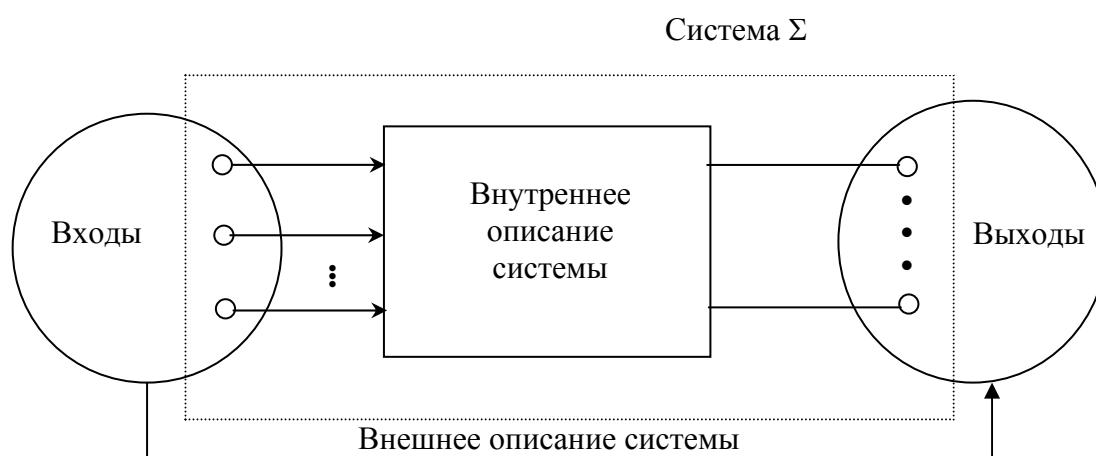 Система Σ
Входы
Внутреннее
описание
системы
Выходы
Внешнее описание системы